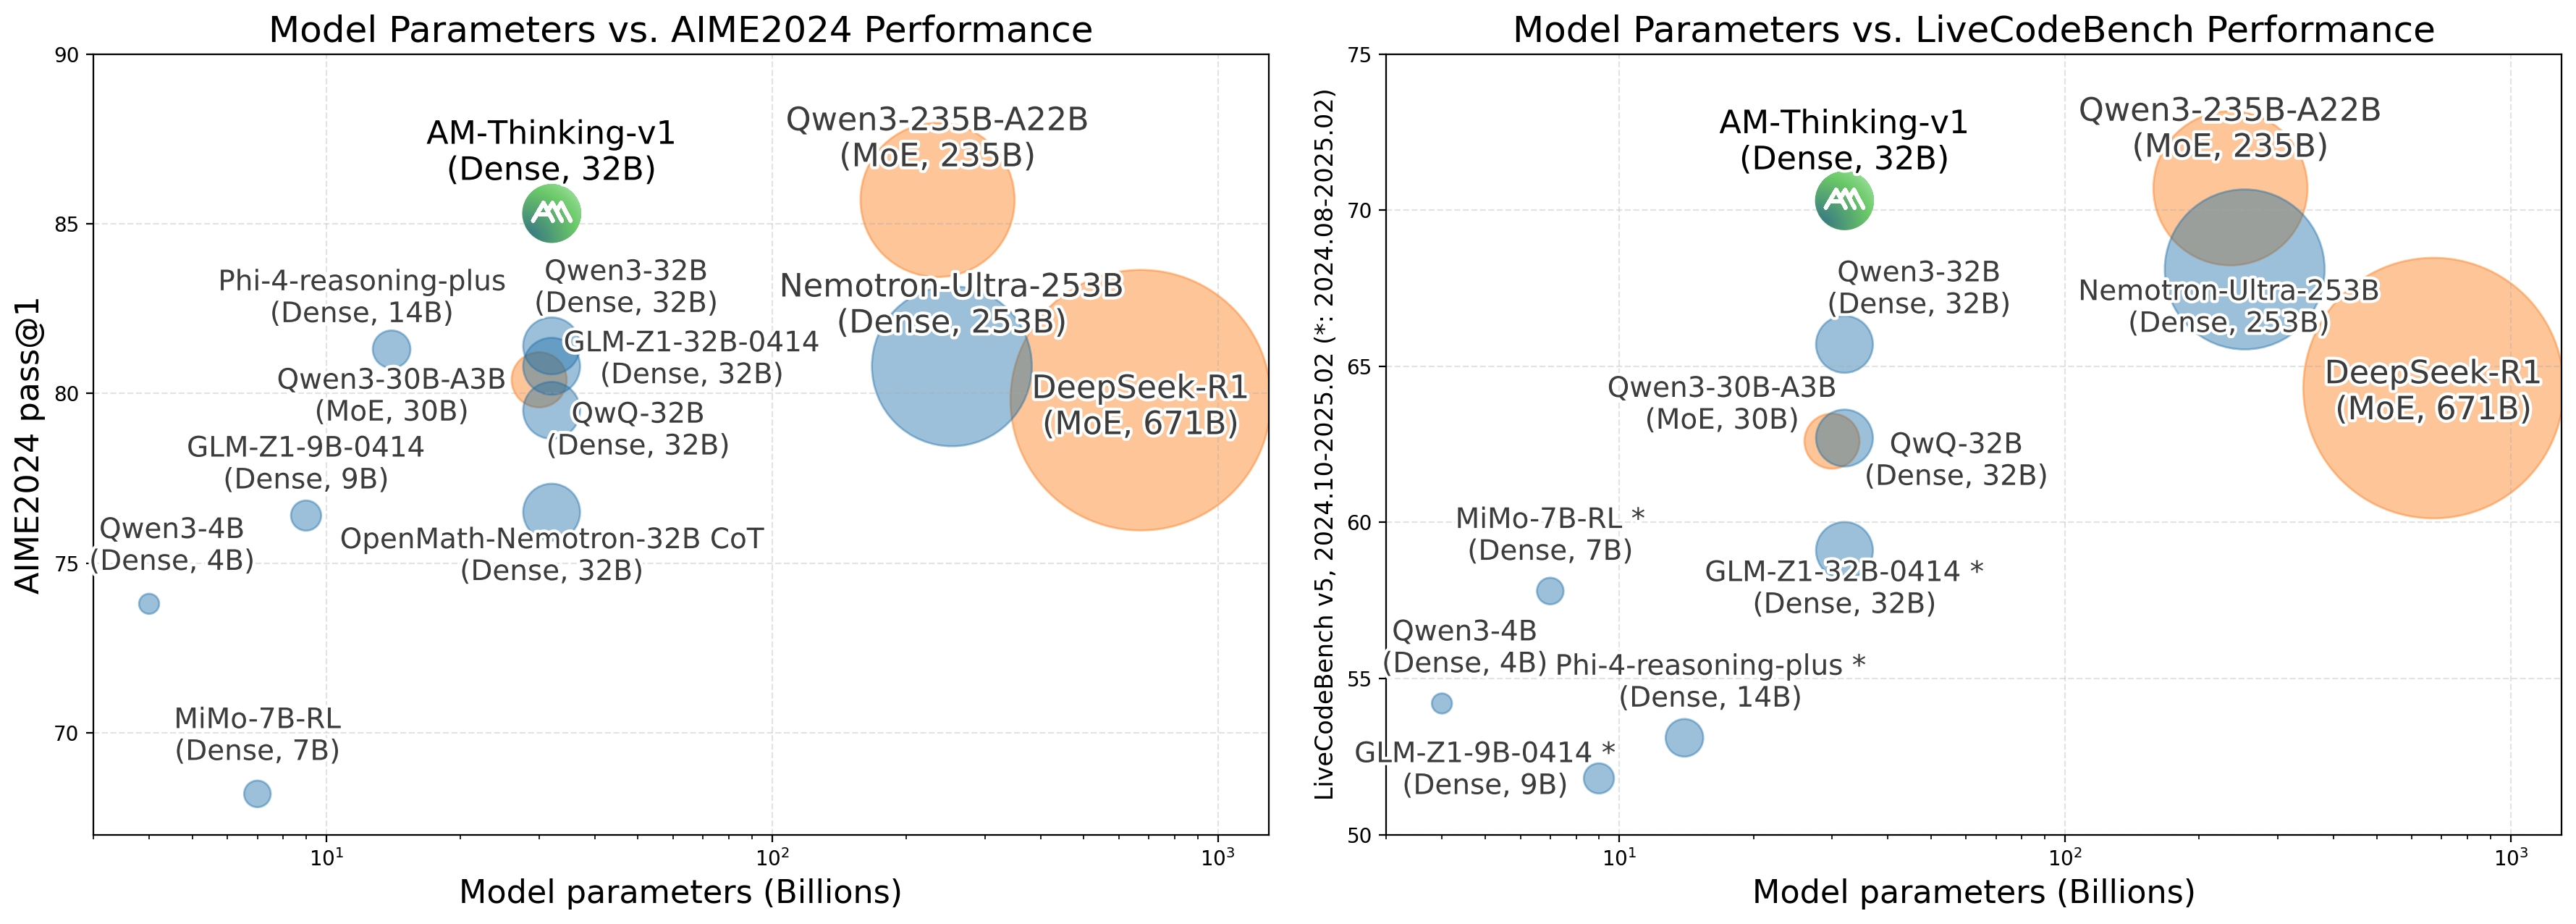 Model Parameters vs. AIME2024 Performance
AIME2024 pass@1
90
85
80
75
70
AM-Thinking-v1
(Dense, 32B)
AM
Qwen3-235B-A22B
(MoE, 235B)
Phi-4-reasoning-plus
(Dense, 14B)
Qwen3-32B
(Dense, 32B)
Nemotron-Ultra-253B
(Dense, 253B)
GLM-Z1-32B-0414
(Dense, 32B)
Qwen3-30B-A3B
(MoE, 30B)
DeepSeek-R1
(MoE, 671B)
QwQ-32B
(Dense, 32B)
GLM-Z1-9B-0414
(Dense, 9B)
Qwen3-4B
(Dense, 4B)
OpenMath-Nemotron-32B CoT
(Dense, 32B)
MiMo-7B-RL
(Dense, 7B)
10¹
10²
10³
Model parameters (Billions)
Model Parameters vs. LiveCodeBench Performance
LiveCodeBench v5, 2024.10-2025.02 (*: 2024.08-2025.02)
75
70
65
60
55
50
AM-Thinking-v1
(Dense, 32B)
AM
Qwen3-235B-A22B
(MoE, 235B)
Qwen3-32B
(Dense, 32B)
Nemotron-Ultra-253B
(Dense, 253B)
Qwen3-30B-A3B
(MoE, 30B)
DeepSeek-R1
(MoE, 671B)
QwQ-32B
(Dense, 32B)
MiMo-7B-RL *
(Dense, 7B)
GLM-Z1-32B-0414 *
(Dense, 32B)
Qwen3-4B
(Dense, 4B)
Phi-4-reasoning-plus *
(Dense, 14B)
GLM-Z1-9B-0414 *
(Dense, 9B)
10¹
10²
10³
Model parameters (Billions)